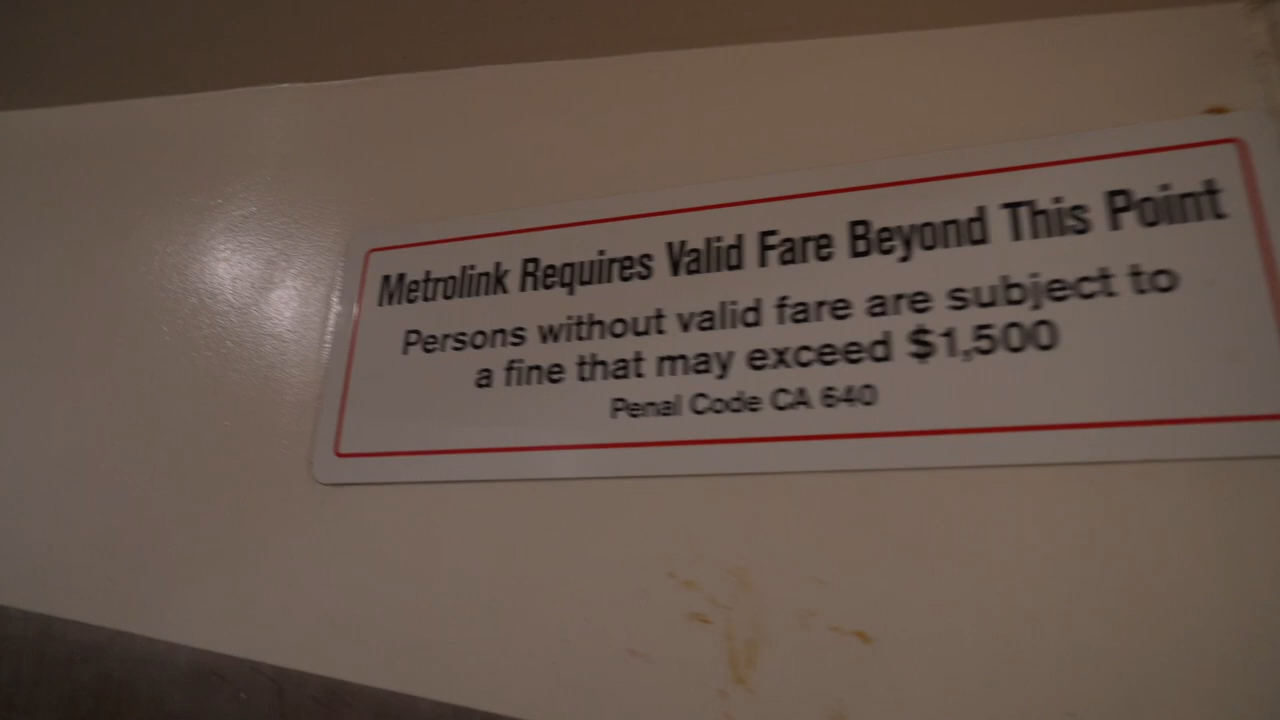 Metrolink Requires Valid Fare Beyond This Point
Persons without valid fare are subject to
a fine that may exceed $1,500
Penal Code CA 640